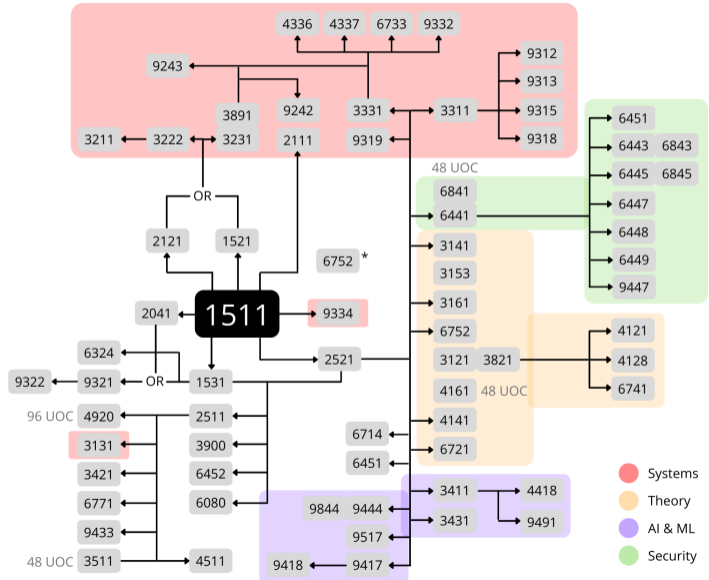 4336 4337 6733 9332
9243
9312
9313
3891 9242 3331 3311 9315
3211 3222 3231 2111 9319 9318
6451
6443 6843
48 UOC
6445 6845
6841
OR
6447
6441
6448
2121 1521
3141
6449
6752 *
3153
9447
2041 1511 9334
3161
6752
4121
6324
2521 3121 3821 4128
9322 9321 OR 1531
4161 48 UOC 6741
96 UOC 4920 2511
4141
3131 3900 6714
6721
3421 6452 6451
Systems
3411 4418
6771 6080
Theory
9844 9444
9433
3431 9491
AI & ML
9517
48 UOC 3511 4511
9418 9417
Security